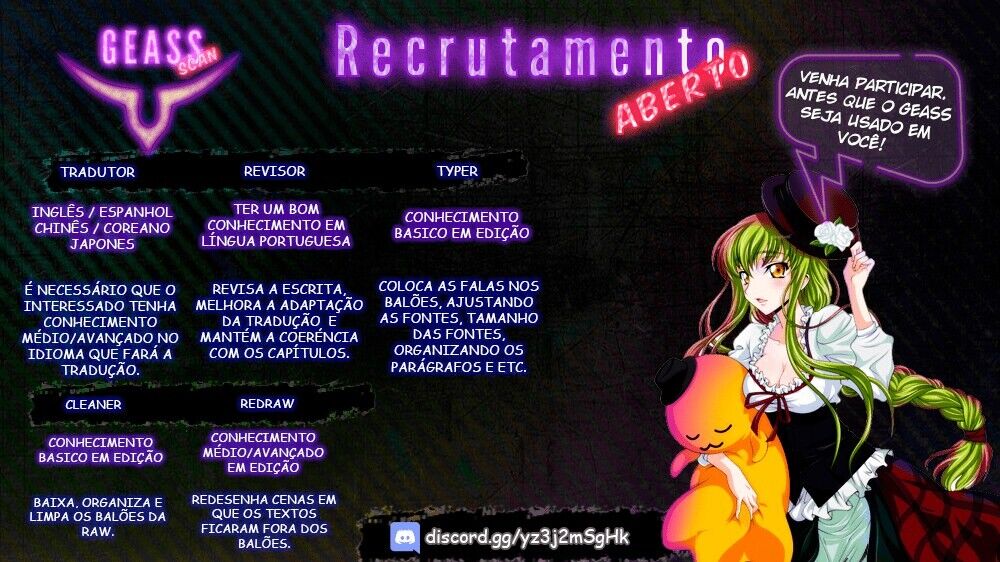 GEASS
SCAN
Recrutamento
ABERTO
VENHA PARTICIPAR,
ANTES QUE O GEASS
SEJA USADO EM
VOCÊ!
TRADUTOR
INGLÊS / ESPANHOL
CHINÊS / COREANO
JAPONES
É NECESSÁRIO QUE O
INTERESSADO TENHA
CONHECIMENTO
MÉDIO/AVANÇADO NO
IDIOMA QUE FARÁ A
TRADUÇÃO.
REVISOR
TER UM BOM
CONHECIMENTO EM
LÍNGUA PORTUGUESA
REVISA A ESCRITA,
MELHORA A ADAPTAÇÃO
DA TRADUÇÃO E
MANTÉM A COERÉNCIA
COM OS CAPÍTULOS.
TYPER
CONHECIMENTO
BASICO EM EDIÇÃO
COLOCA AS FALAS NOS
BALÕES, AJUSTANDO
AS FONTES, TAMANHO
DAS FONTES,
ORGANIZANDO OS
PARÁGRAFOS E ETC.
CLEANER
CONHECIMENTO
BASICO EM EDIÇÃO
BAIXA, ORGANIZA E
LIMPA OS BALÕES DA
RAW.
REDRAW
CONHECIMENTO
MÉDIO/AVANÇADO
EM EDIÇÃO
REDESENHA CENAS EM
QUE OS TEXTOS
FICARAM FORA DOS
BALÕES.
discord.gg/yz3j2mSgHk